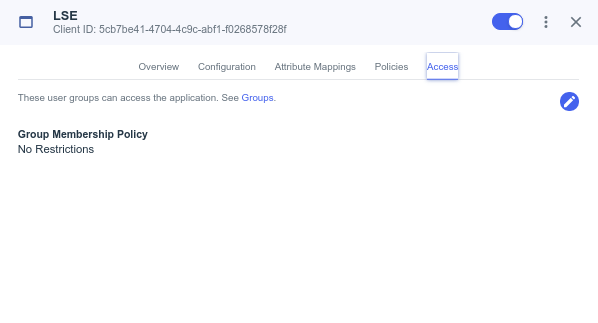 LSE
Client ID: 5cb7be41-4704-4c9c-abf1-f0268578f28f
Overview Configuration Attribute Mappings Policies Access
These user groups can access the application. See Groups.
Group Membership Policy
No Restrictions